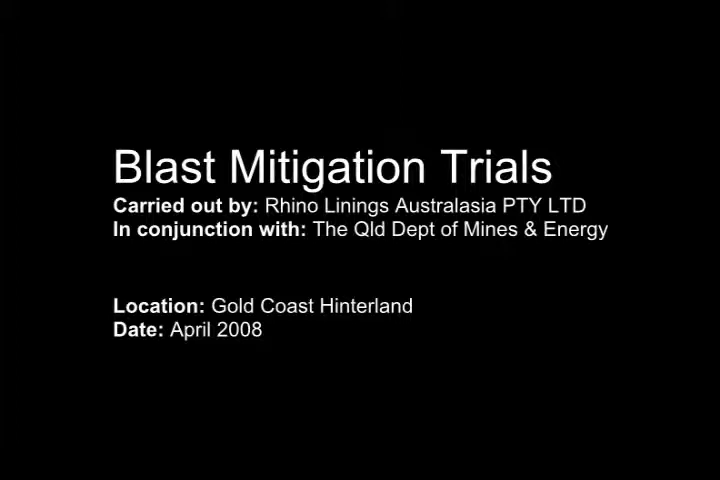 Blast Mitigation Trials
Carried out by: Rhino Linings Australasia PTY LTD
In conjunction with: The Qld Dept of Mines & Energy
Location: Gold Coast Hinterland
Date: April 2008